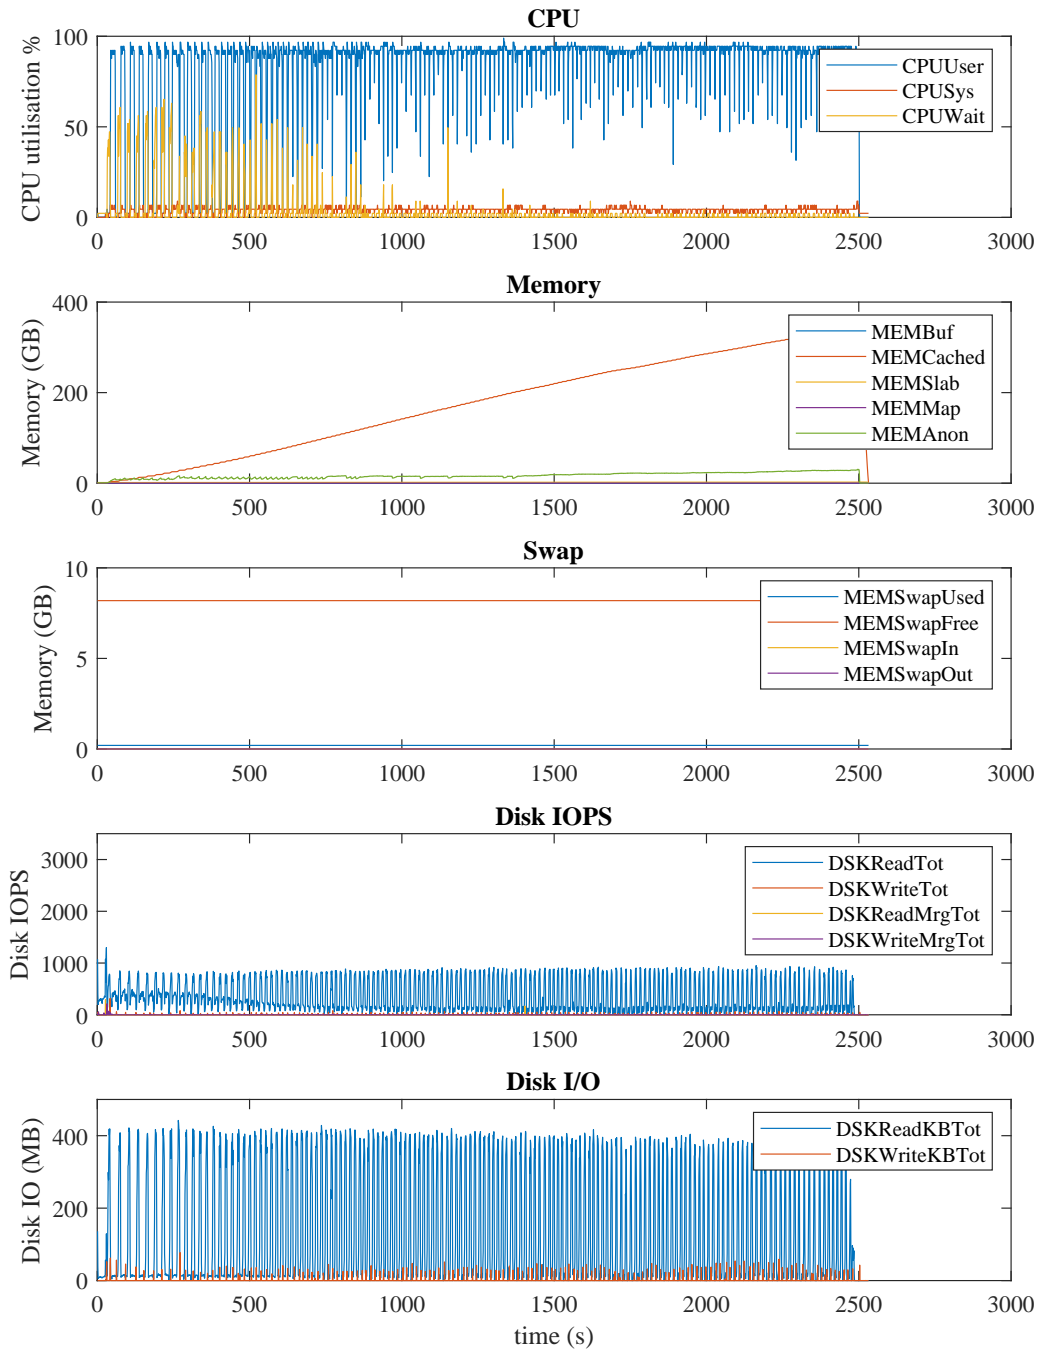 CPU
CPU utilisation %
100
50
0
CPUUser
CPUSys
CPUWait
0 500 1000 1500 2000 2500 3000
Memory
Memory (GB)
400
200
0
MEMBuf
MEMCached
MEMSlab
MEMMap
MEMAnon
0 500 1000 1500 2000 2500 3000
Swap
Memory (GB)
10
5
0
MEMSwapUsed
MEMSwapFree
MEMSwapIn
MEMSwapOut
0 500 1000 1500 2000 2500 3000
Disk IOPS
Disk IOPS
3000
2000
1000
0
DSKReadTot
DSKWriteTot
DSKReadMrgTot
DSKWriteMrgTot
0 500 1000 1500 2000 2500 3000
Disk I/O
Disk IO (MB)
400
200
0
DSKReadKBTot
DSKWriteKBTot
0 500 1000 1500 2000 2500 3000
time (s)